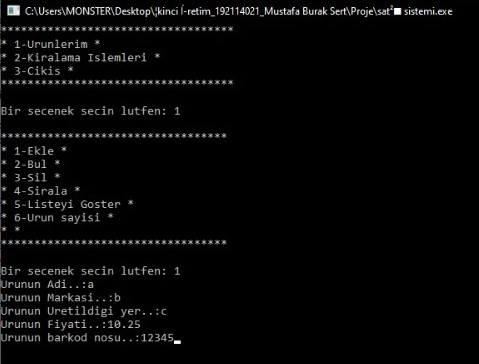 C:\Users\MONSTER\Desktop\¦kinci Í-retim_192114021_Mustafa Burak Sert\Proje\sat²■ sistemi.exe
***********************************
* 1-Urunlerim *
* 2-Kiralama Islemleri *
* 3-Cikis *
***********************************
Bir secenek secin lutfen: 1
**********************************
* 1-Ekle *
* 2-Bul *
* 3-Sil *
* 4-Sirala *
* 5-Listeyi Goster *
* 6-Urun sayisi *
* *
**********************************
Bir secenek secin lutfen: 1
Urunun Adi..:a
Urunun Markasi..:b
Urunun Uretildigi yer..:c
Urunun Fiyati..:10.25
Urunun barkod nosu..:12345